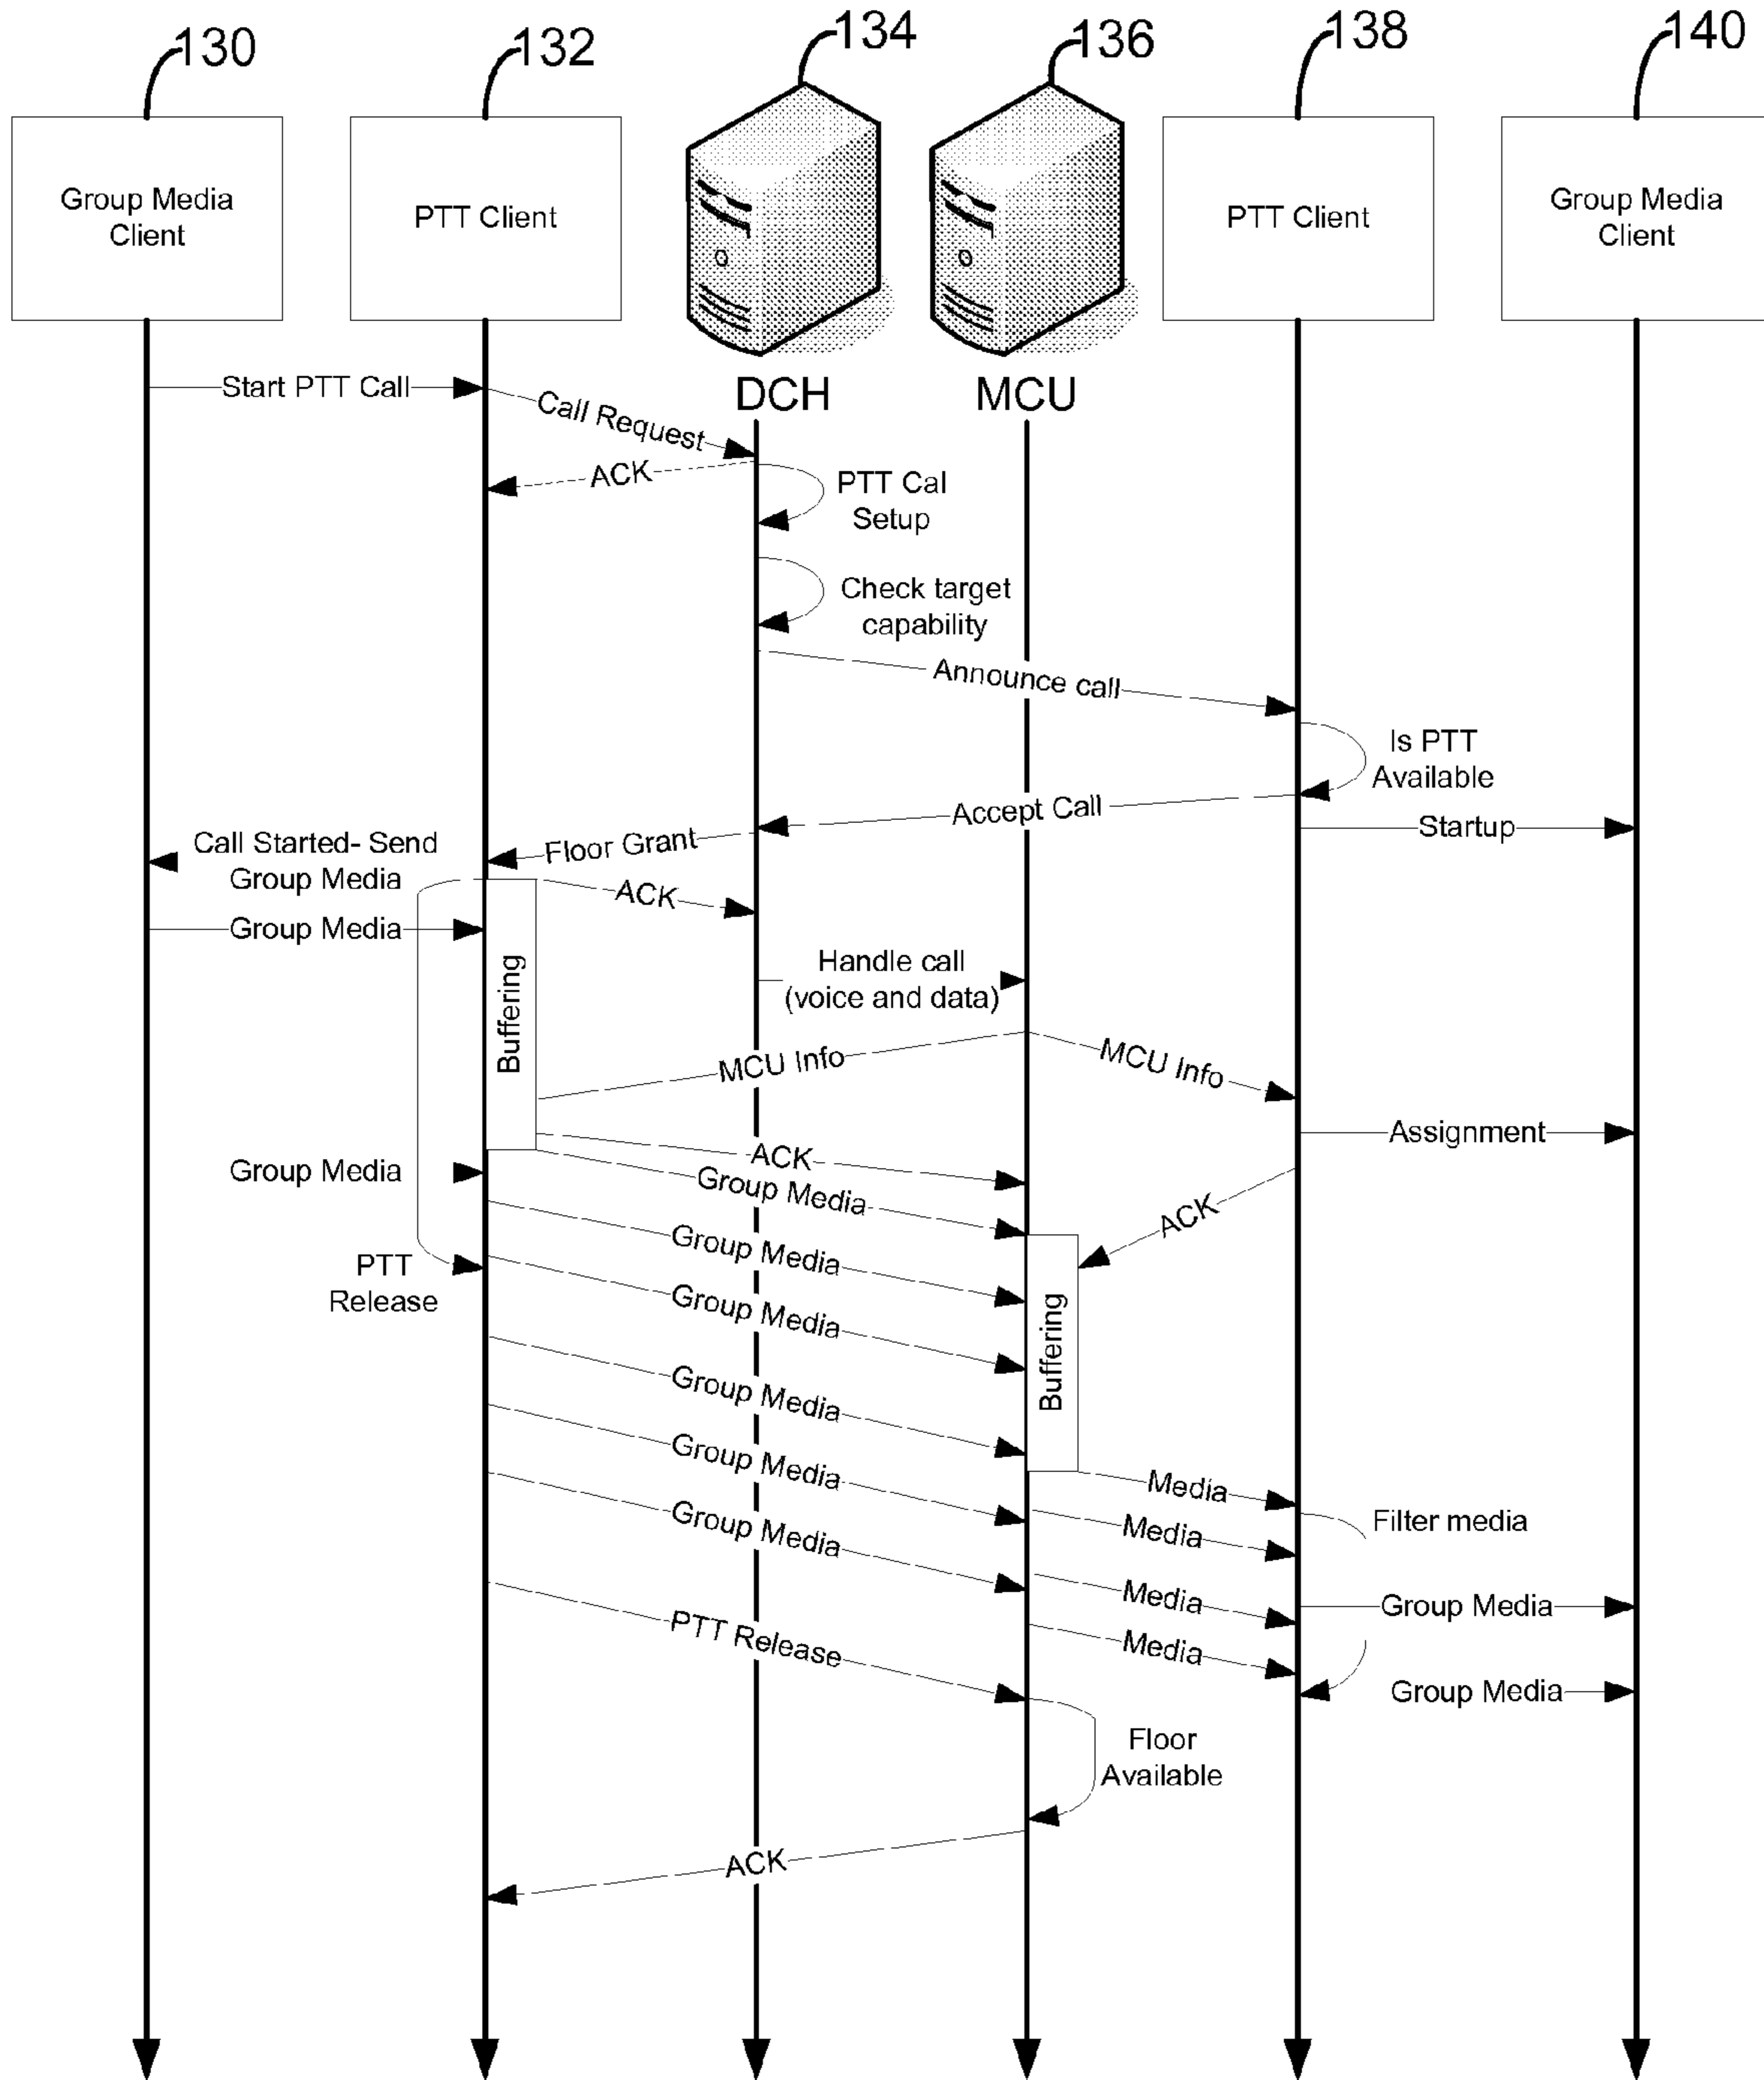 130
132
134
136
138
140
Group Media
Client
PTT Client
PTT Client
Group Media
Client
DCH
MCU
Start PTT Call
Call Request
ACK
PTT Cal
Setup
Check target
capability
Announce call
Is PTT
Available
Accept Call
Startup
Floor Grant
Call Started- Send
Group Media
ACK
Group Media
Handle call
(voice and data)
Buffering
MCU Info
MCU Info
Assignment
ACK
Group Media
Group Media
ACK
Group Media
PTT
Release
Group Media
Buffering
Group Media
Group Media
Media
Filter media
Group Media
Media
Media
Group Media
PTT Release
Media
Group Media
Floor
Available
ACK